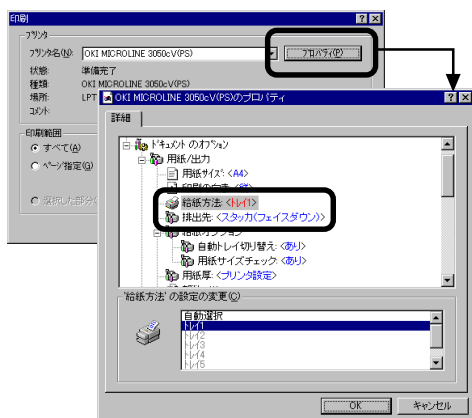 印刷
プリンタ
プリンタ名(N): OKI MICROLINE 3050cV(PS)
プロパティ(P)
状態: 準備完了
種類: OKI MICROLINE 3050cV(PS)
場所: LPT
コメント:
印刷範囲
すべて(A)
ページ指定(G)
選択した部分(
OKI MICROLINE 3050cV(PS)のプロパティ
詳細
ドキュメントのオプション
用紙/出力
用紙サイズ: <A4>
給紙方法: <トレイ1>
排出先: <スタッカ(フェイスダウン)>
給紙オプション
自動トレイ切り替え: <あり>
用紙サイズチェック: <あり>
用紙厚: <プリンタ設定>
'給紙方法' の設定の変更(C)
自動選択
トレイ1
トレイ2
トレイ3
トレイ4
トレイ5
OK
キャンセル